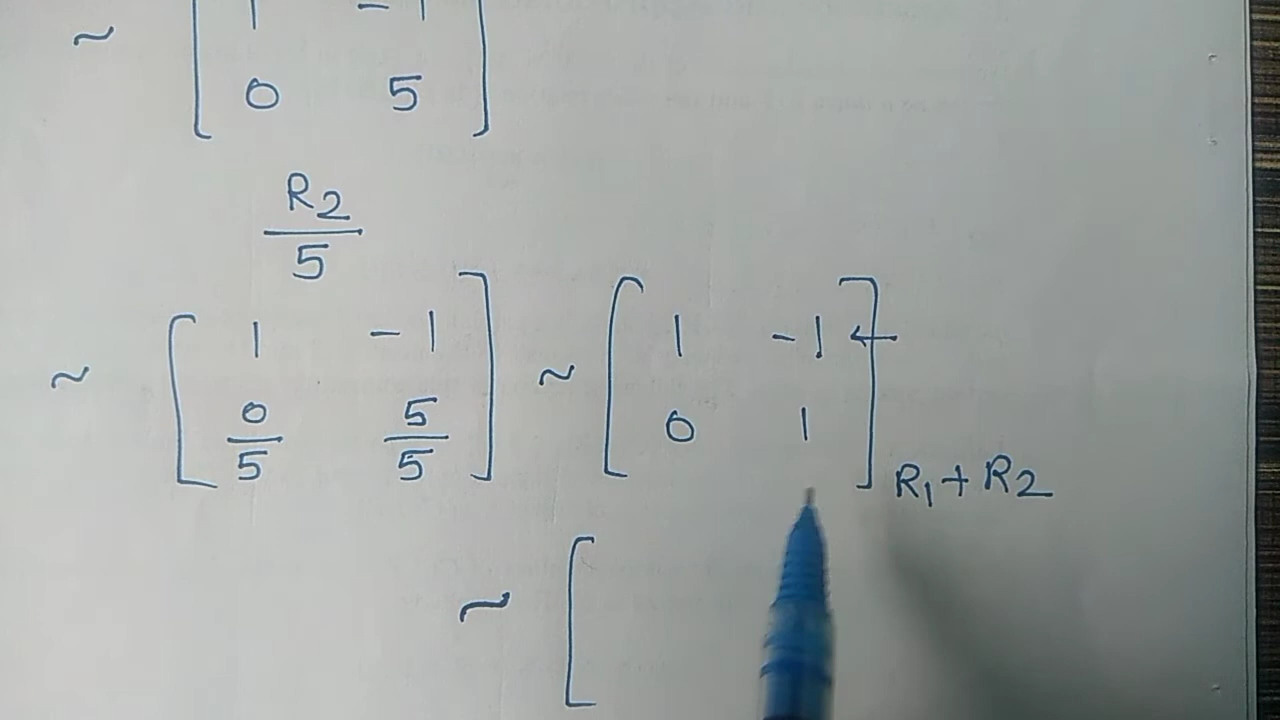 ~ [ 1 -1
0 5 ]
R2
5
~ [ 1 -1 ] ~ [ 1 -1 ← ]
0/5 5/5 0 1
R1 + R2
~ [